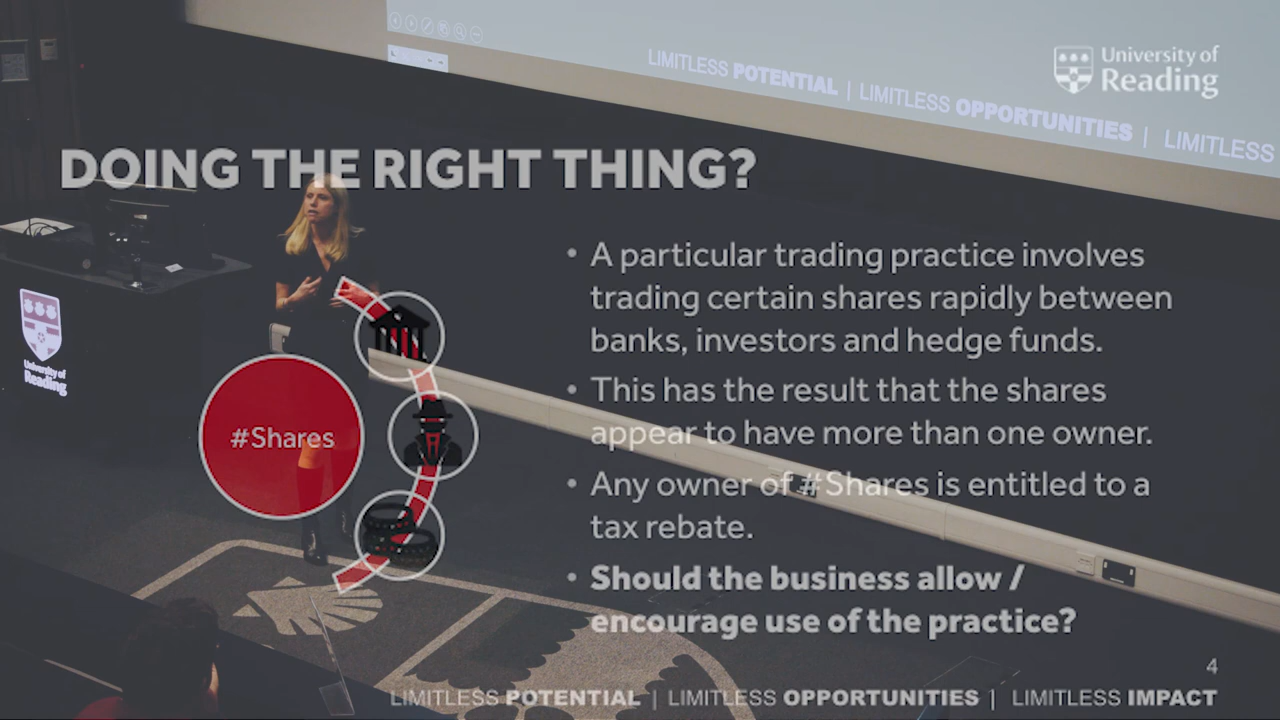 LIMITLESS POTENTIAL | LIMITLESS OPPORTUNITIES | LIMITLESS
University of
Reading
DOING THE RIGHT THING?
• A particular trading practice involves
trading certain shares rapidly between
banks, investors and hedge funds.
• This has the result that the shares
appear to have more than one owner.
• Any owner of #Shares is entitled to a
tax rebate.
• Should the business allow /
encourage use of the practice?
#Shares
University of
Reading
4
LIMITLESS POTENTIAL | LIMITLESS OPPORTUNITIES | LIMITLESS IMPACT